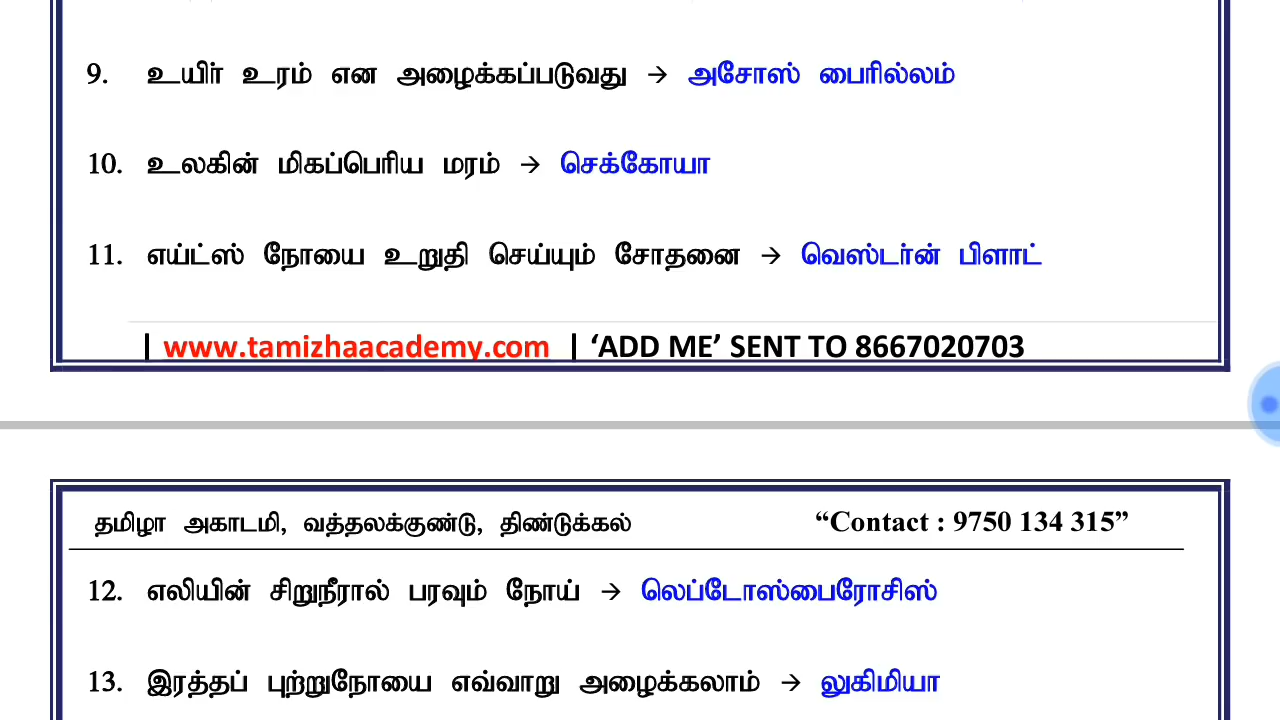 9. உயிர் உரம் என அழைக்கப்படுவது → அசோஸ் பைரில்லம்
10. உலகின் மிகப்பெரிய மரம் → செக்கோயா
11. எய்ட்ஸ் நோயை உறுதி செய்யும் சோதனை → வெஸ்டர்ன் பிளாட்
| www.tamizhaacademy.com | ‘ADD ME’ SENT TO 8667020703
தமிழா அகாடமி, வத்தலக்குண்டு, திண்டுக்கல் “Contact : 9750 134 315”
12. எலியின் சிறுநீரால் பரவும் நோய் → லெப்டோஸ்பைரோசிஸ்
13. இரத்தப் புற்றுநோயை எவ்வாறு அழைக்கலாம் → லுகிமியா